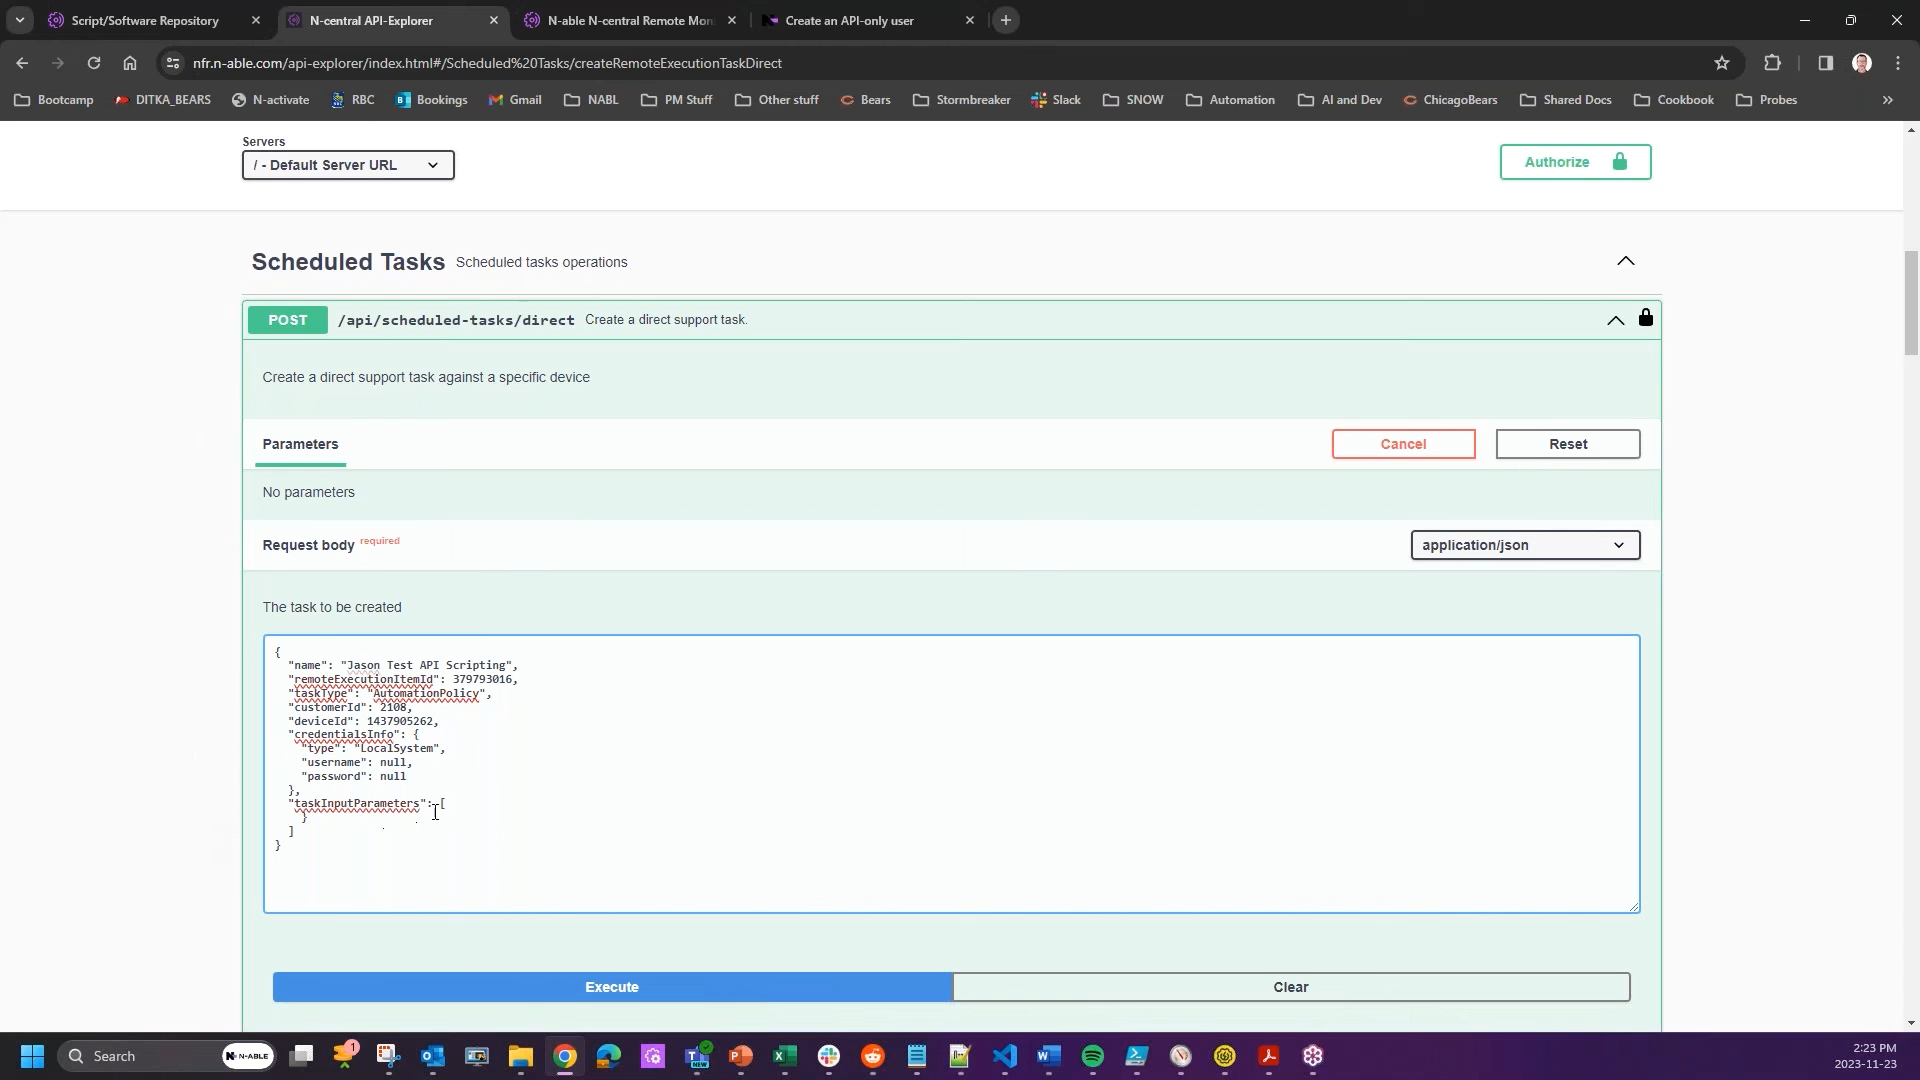 Script/Software Repository
N-central API-Explorer
N-able N-central Remote Mon
Create an API-only user
nfr.n-able.com/api-explorer/index.html#/Scheduled%20Tasks/createRemoteExecutionTaskDirect
Bootcamp
DITKA_BEARS
N-activate
RBC
Bookings
Gmail
NABL
PM Stuff
Other stuff
Bears
Stormbreaker
Slack
SNOW
Automation
AI and Dev
ChicagoBears
Shared Docs
Cookbook
Probes
Servers
/ - Default Server URL
Authorize
Scheduled Tasks Scheduled tasks operations
POST /api/scheduled-tasks/direct Create a direct support task.
Create a direct support task against a specific device
Parameters
Cancel
Reset
No parameters
Request body required
application/json
The task to be created
{
"name": "Jason Test API Scripting",
"remoteExecutionItemId": 379793016,
"taskType": "AutomationPolicy",
"customerId": 2108,
"deviceId": 1437905262,
"credentialsInfo": {
"type": "LocalSystem",
"username": null,
"password": null
},
"taskInputParameters": [
}
]
}
Execute
Clear
Search
N-ABLE
1
NEW
2:23 PM
2023-11-23